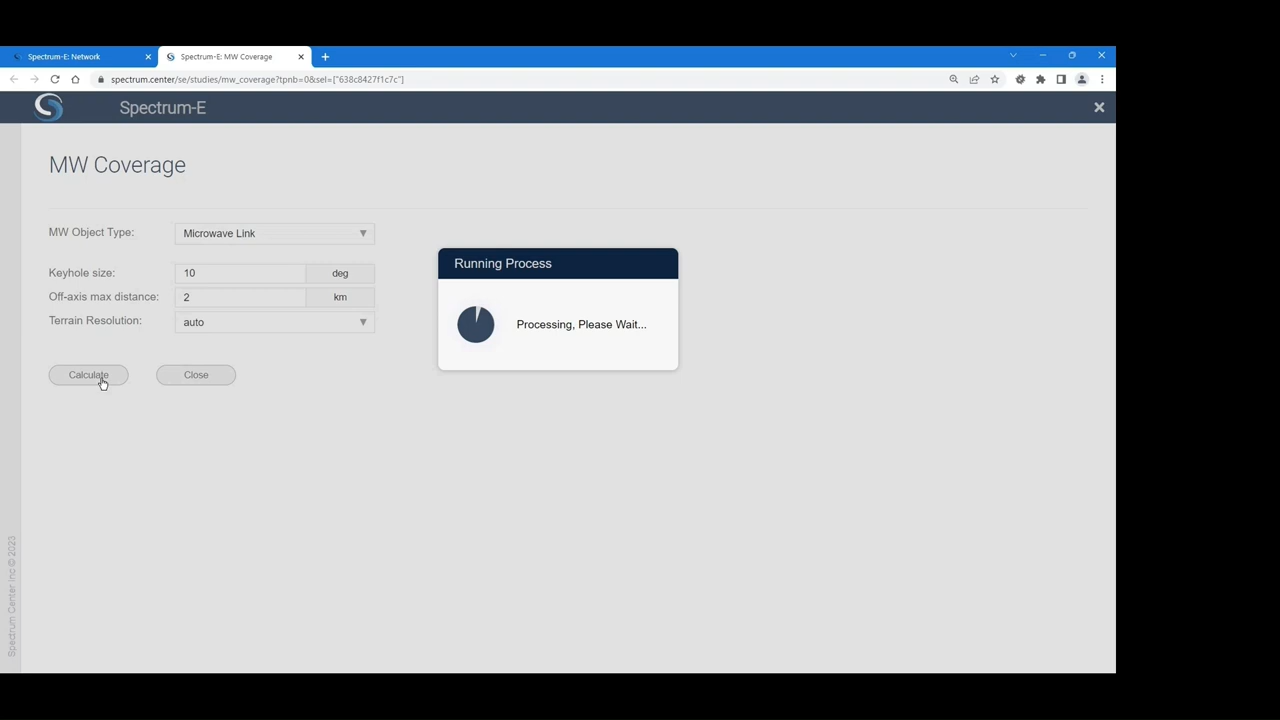 Spectrum-E: Network
Spectrum-E: MW Coverage
spectrum.center/se/studies/mw_coverage?tpnb=0&sel=["638c8427f1c7c"]
Spectrum-E
MW Coverage
MW Object Type:
Microwave Link
Keyhole size:
10
deg
Off-axis max distance:
2
km
Terrain Resolution:
auto
Calculate
Close
Running Process
Processing, Please Wait...
Spectrum Center Inc © 2023